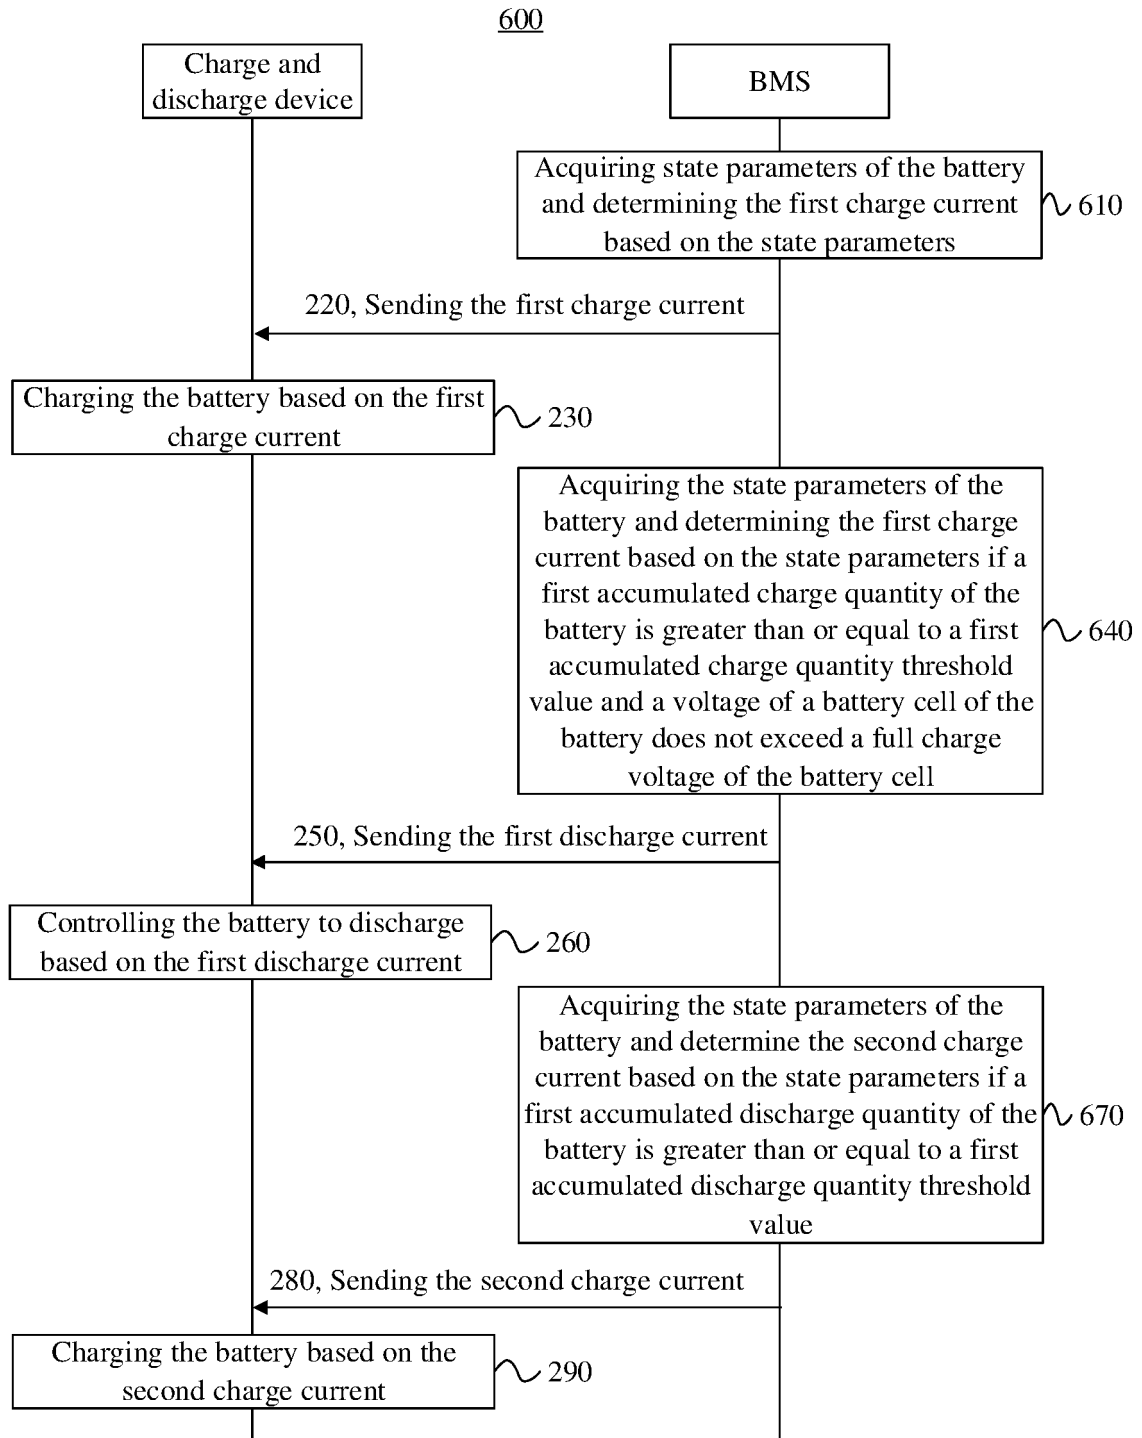 600
Charge and
discharge device
BMS
Acquiring state parameters of the battery
and determining the first charge current
based on the state parameters
610
220, Sending the first charge current
Charging the battery based on the first
charge current
230
Acquiring the state parameters of the
battery and determining the first charge
current based on the state parameters if a
first accumulated charge quantity of the
battery is greater than or equal to a first
accumulated charge quantity threshold
value and a voltage of a battery cell of the
battery does not exceed a full charge
voltage of the battery cell
640
250, Sending the first discharge current
Controlling the battery to discharge
based on the first discharge current
260
Acquiring the state parameters of the
battery and determine the second charge
current based on the state parameters if a
first accumulated discharge quantity of the
battery is greater than or equal to a first
accumulated discharge quantity threshold
value
670
280, Sending the second charge current
Charging the battery based on the
second charge current
290